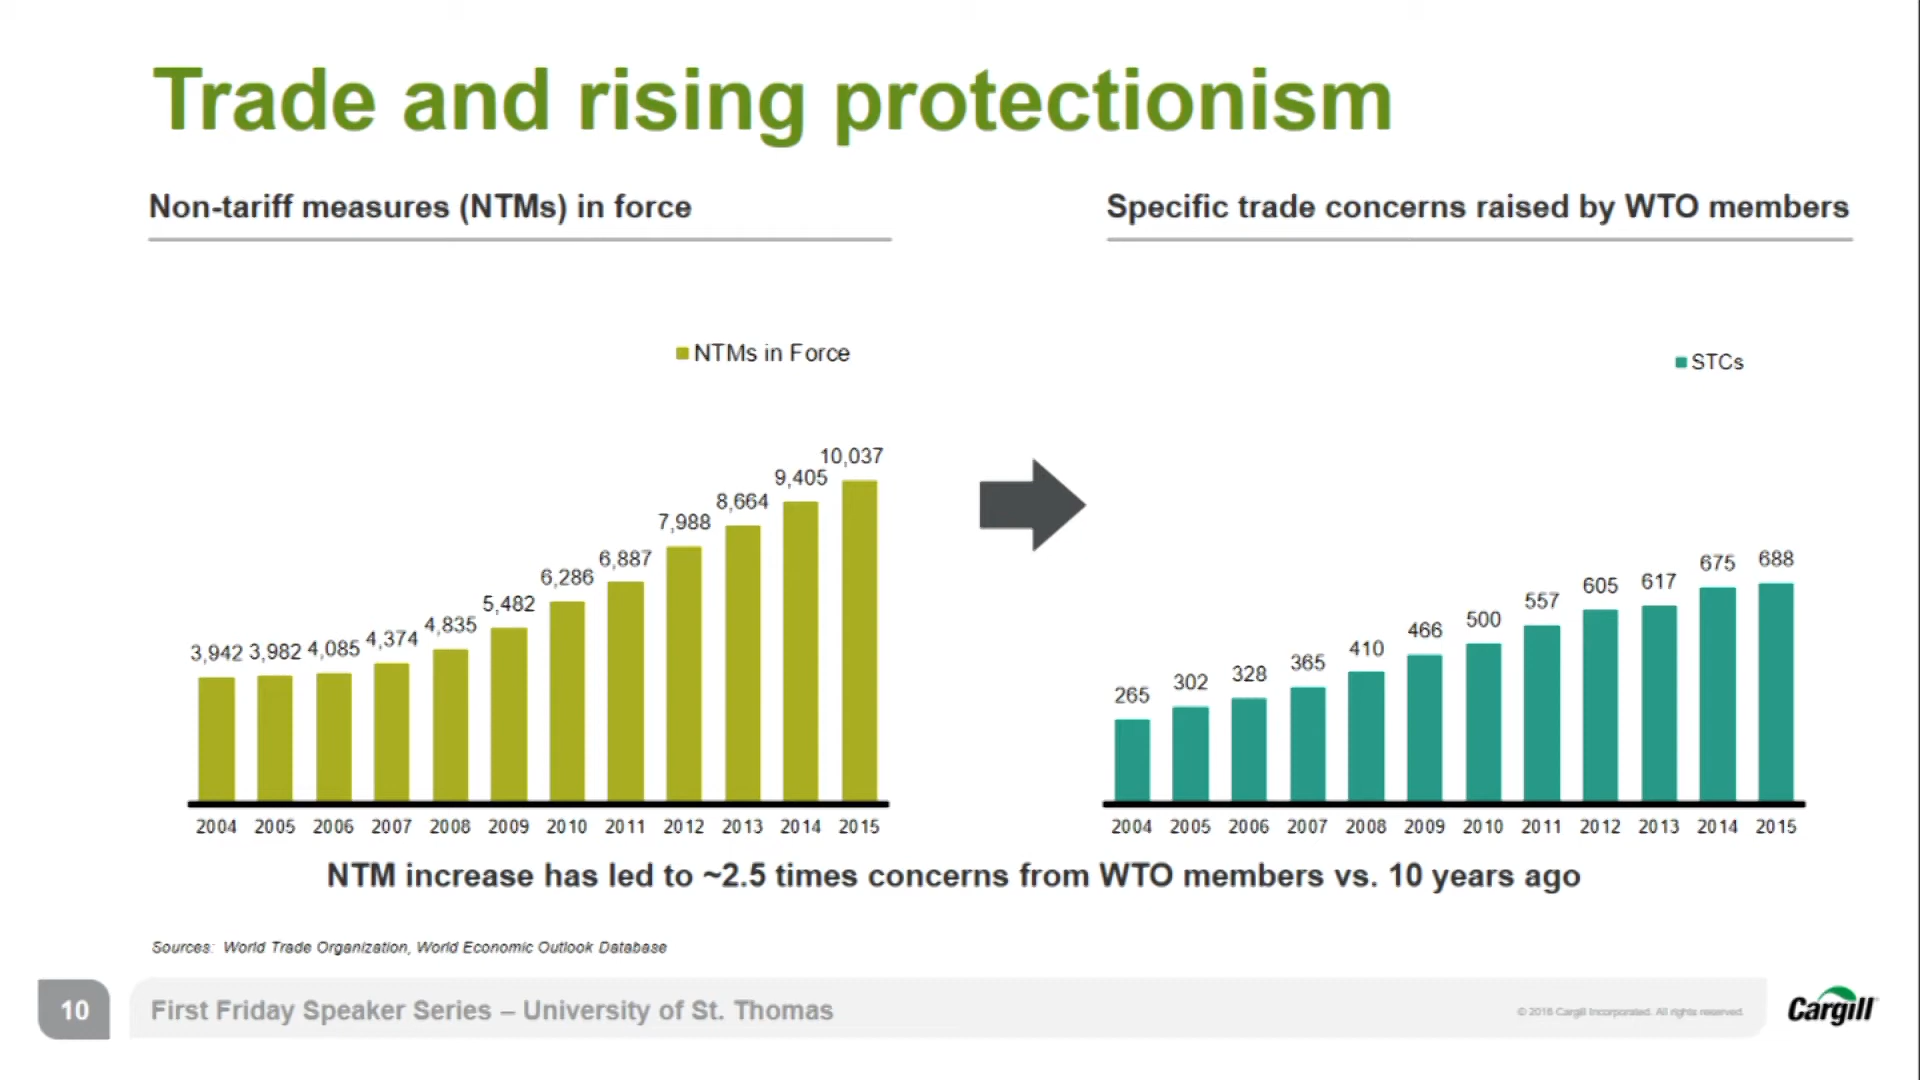 Trade and rising protectionism
Non-tariff measures (NTMs) in force
NTMs in Force
3,942 3,982 4,085 4,374 4,835 5,482 6,286 6,887 7,988 8,664 9,405 10,037
2004 2005 2006 2007 2008 2009 2010 2011 2012 2013 2014 2015
Specific trade concerns raised by WTO members
STCs
265 302 328 365 410 466 500 557 605 617 675 688
2004 2005 2006 2007 2008 2009 2010 2011 2012 2013 2014 2015
NTM increase has led to ~2.5 times concerns from WTO members vs. 10 years ago
Sources: World Trade Organization, World Economic Outlook Database
10 First Friday Speaker Series – University of St. Thomas
© 2016 Cargill Incorporated. All rights reserved.
Cargill